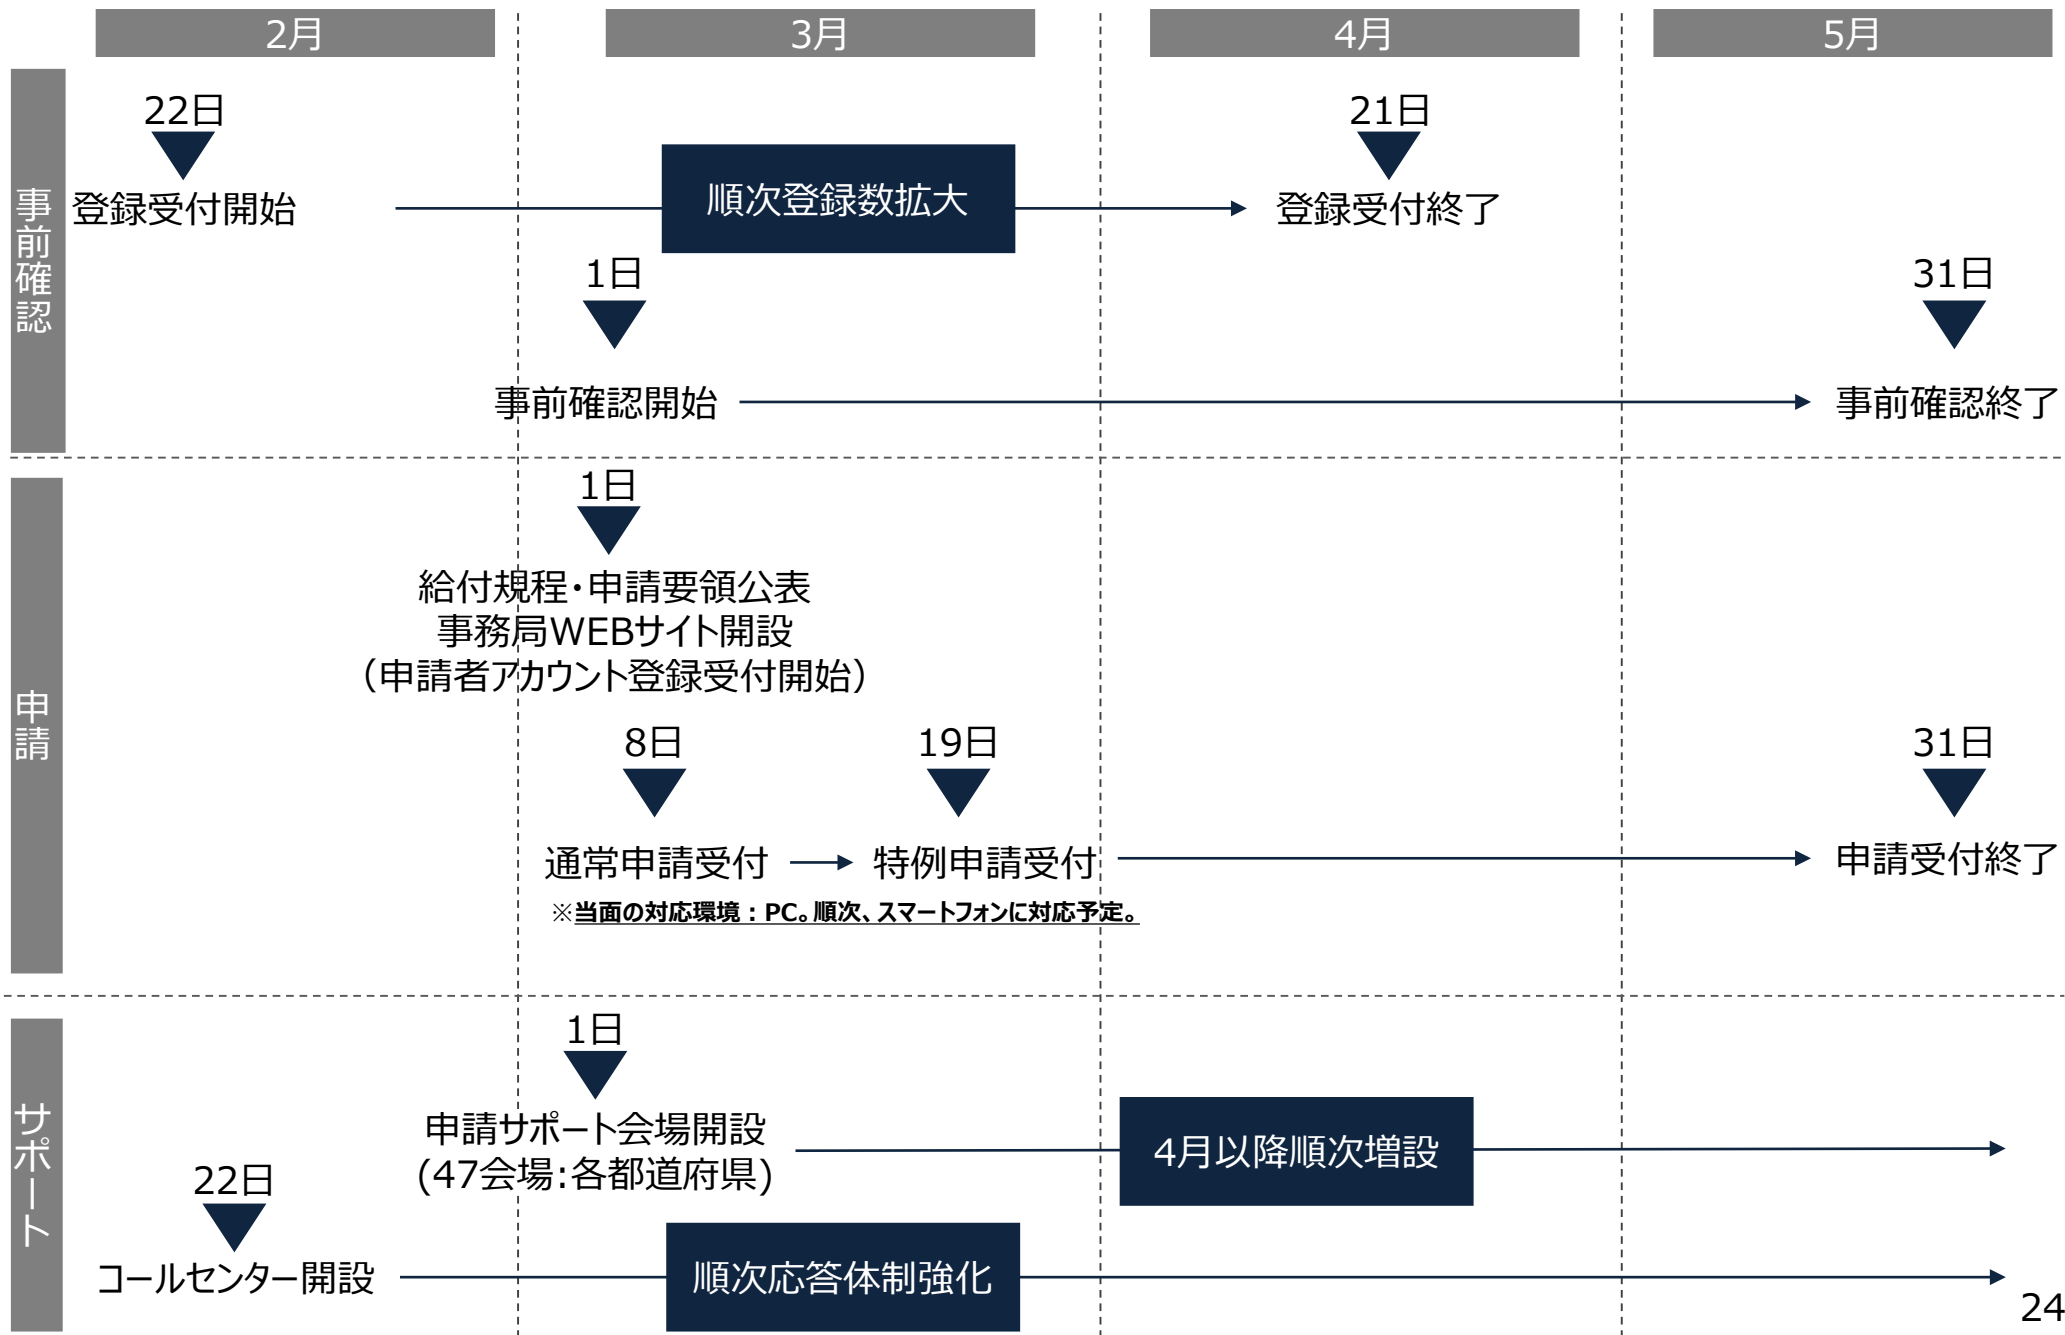 2月
3月
4月
5月
事前確認
22日
登録受付開始
順次登録数拡大
21日
登録受付終了
1日
事前確認開始
31日
事前確認終了
申請
1日
給付規程・申請要領公表
事務局WEBサイト開設
（申請者アカウント登録受付開始）
8日
通常申請受付
19日
特例申請受付
31日
申請受付終了
※当面の対応環境：PC。順次、スマートフォンに対応予定。
サポート
1日
申請サポート会場開設
(47会場:各都道府県)
4月以降順次増設
22日
コールセンター開設
順次応答体制強化
24